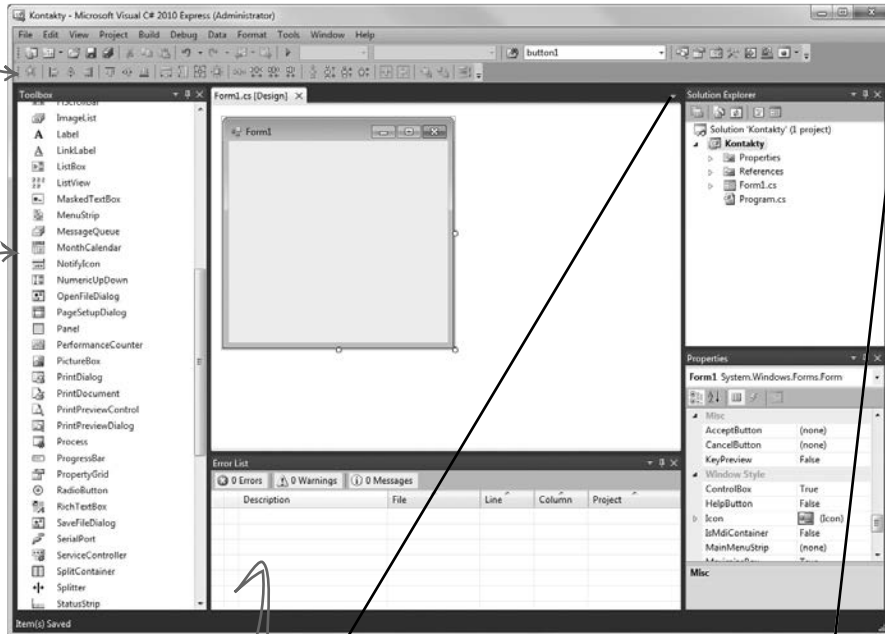 Kontakty - Microsoft Visual C# 2010 Express (Administrator)
File Edit View Project Build Debug Data Format Tools Window Help
button1
Toolbox
ImageList
Label
LinkLabel
ListBox
ListView
MaskedTextBox
MenuStrip
MessageQueue
MonthCalendar
NotifyIcon
NumericUpDown
OpenFileDialog
PageSetupDialog
Panel
PerformanceCounter
PictureBox
PrintDialog
PrintDocument
PrintPreviewControl
PrintPreviewDialog
Process
ProgressBar
PropertyGrid
RadioButton
RichTextBox
SaveFileDialog
SerialPort
ServiceController
SplitContainer
Splitter
StatusStrip
Form1.cs [Design]
Form1
Error List
0 Errors 0 Warnings 0 Messages
Description File Line Column Project
Solution Explorer
Solution 'Kontakty' (1 project)
Kontakty
Properties
References
Form1.cs
Program.cs
Properties
Form1 System.Windows.Forms.Form
Misc
AcceptButton (none)
CancelButton (none)
KeyPreview False
Window Style
ControlBox True
HelpButton False
Icon (Icon)
IsMdiContainer False
MainMenuStrip (none)
Misc
Item(s) Saved